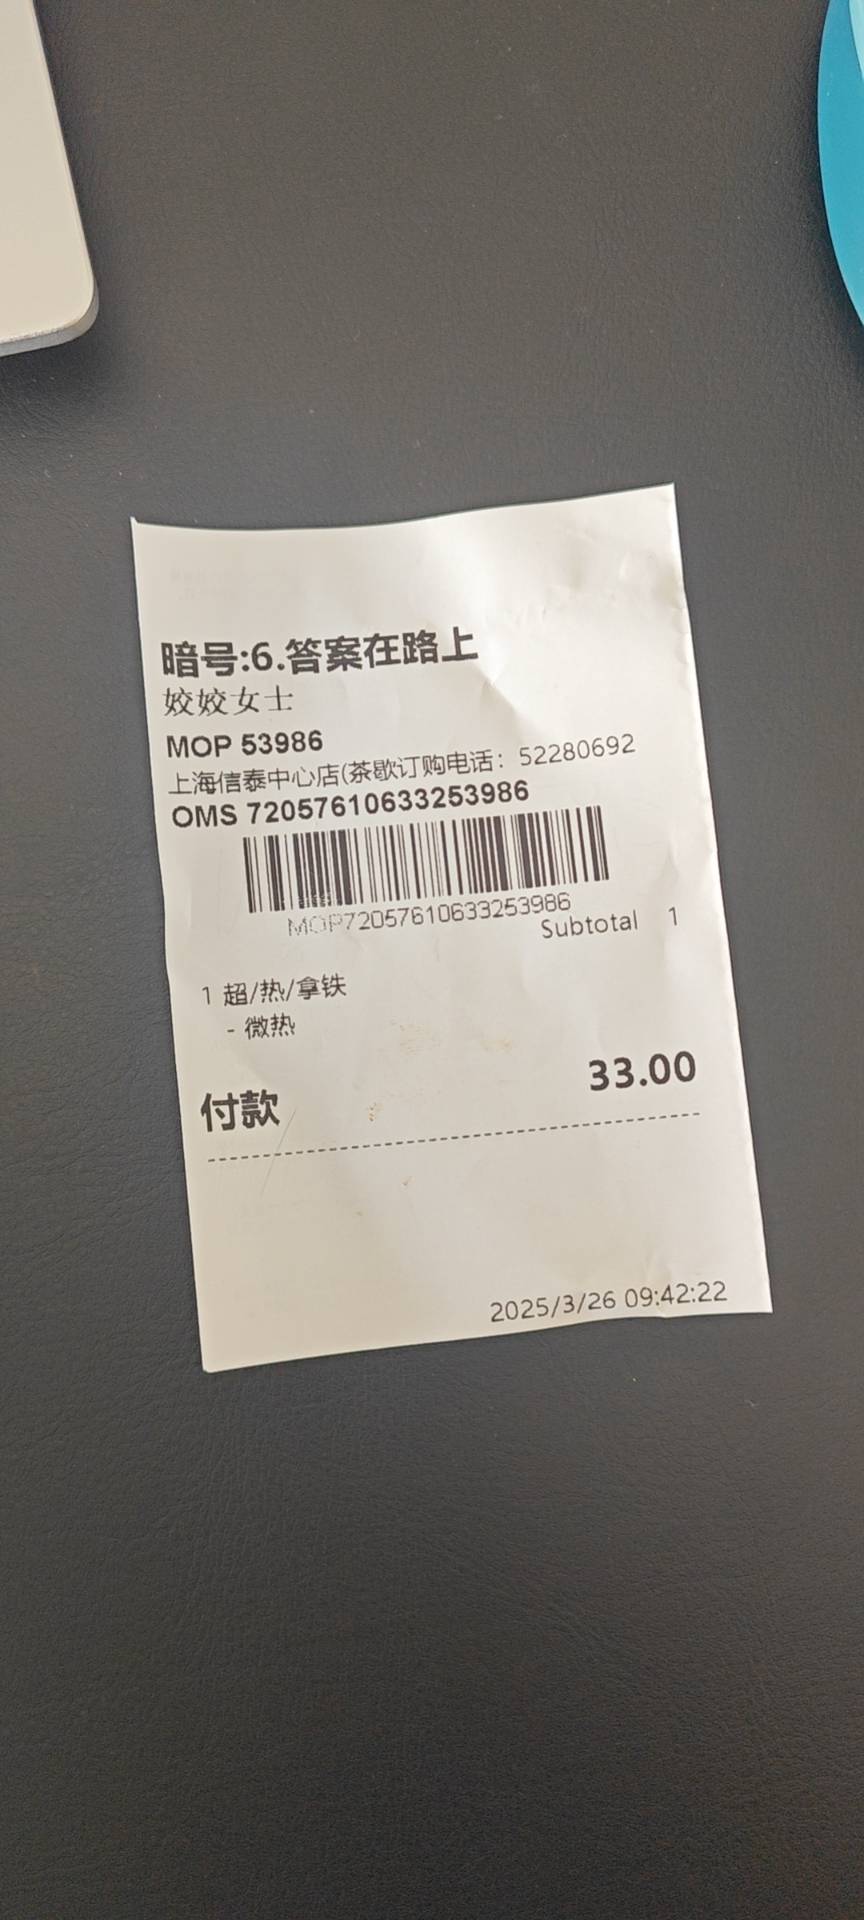 暗号:6.答案在路上
姣姣女士
MOP 53986
上海信泰中心店(茶歇订购电话：52280692
OMS 72057610633253986
MOP72057610633253986
Subtotal 1
1 超/热/拿铁
- 微热
付款 33.00
2025/3/26 09:42:22